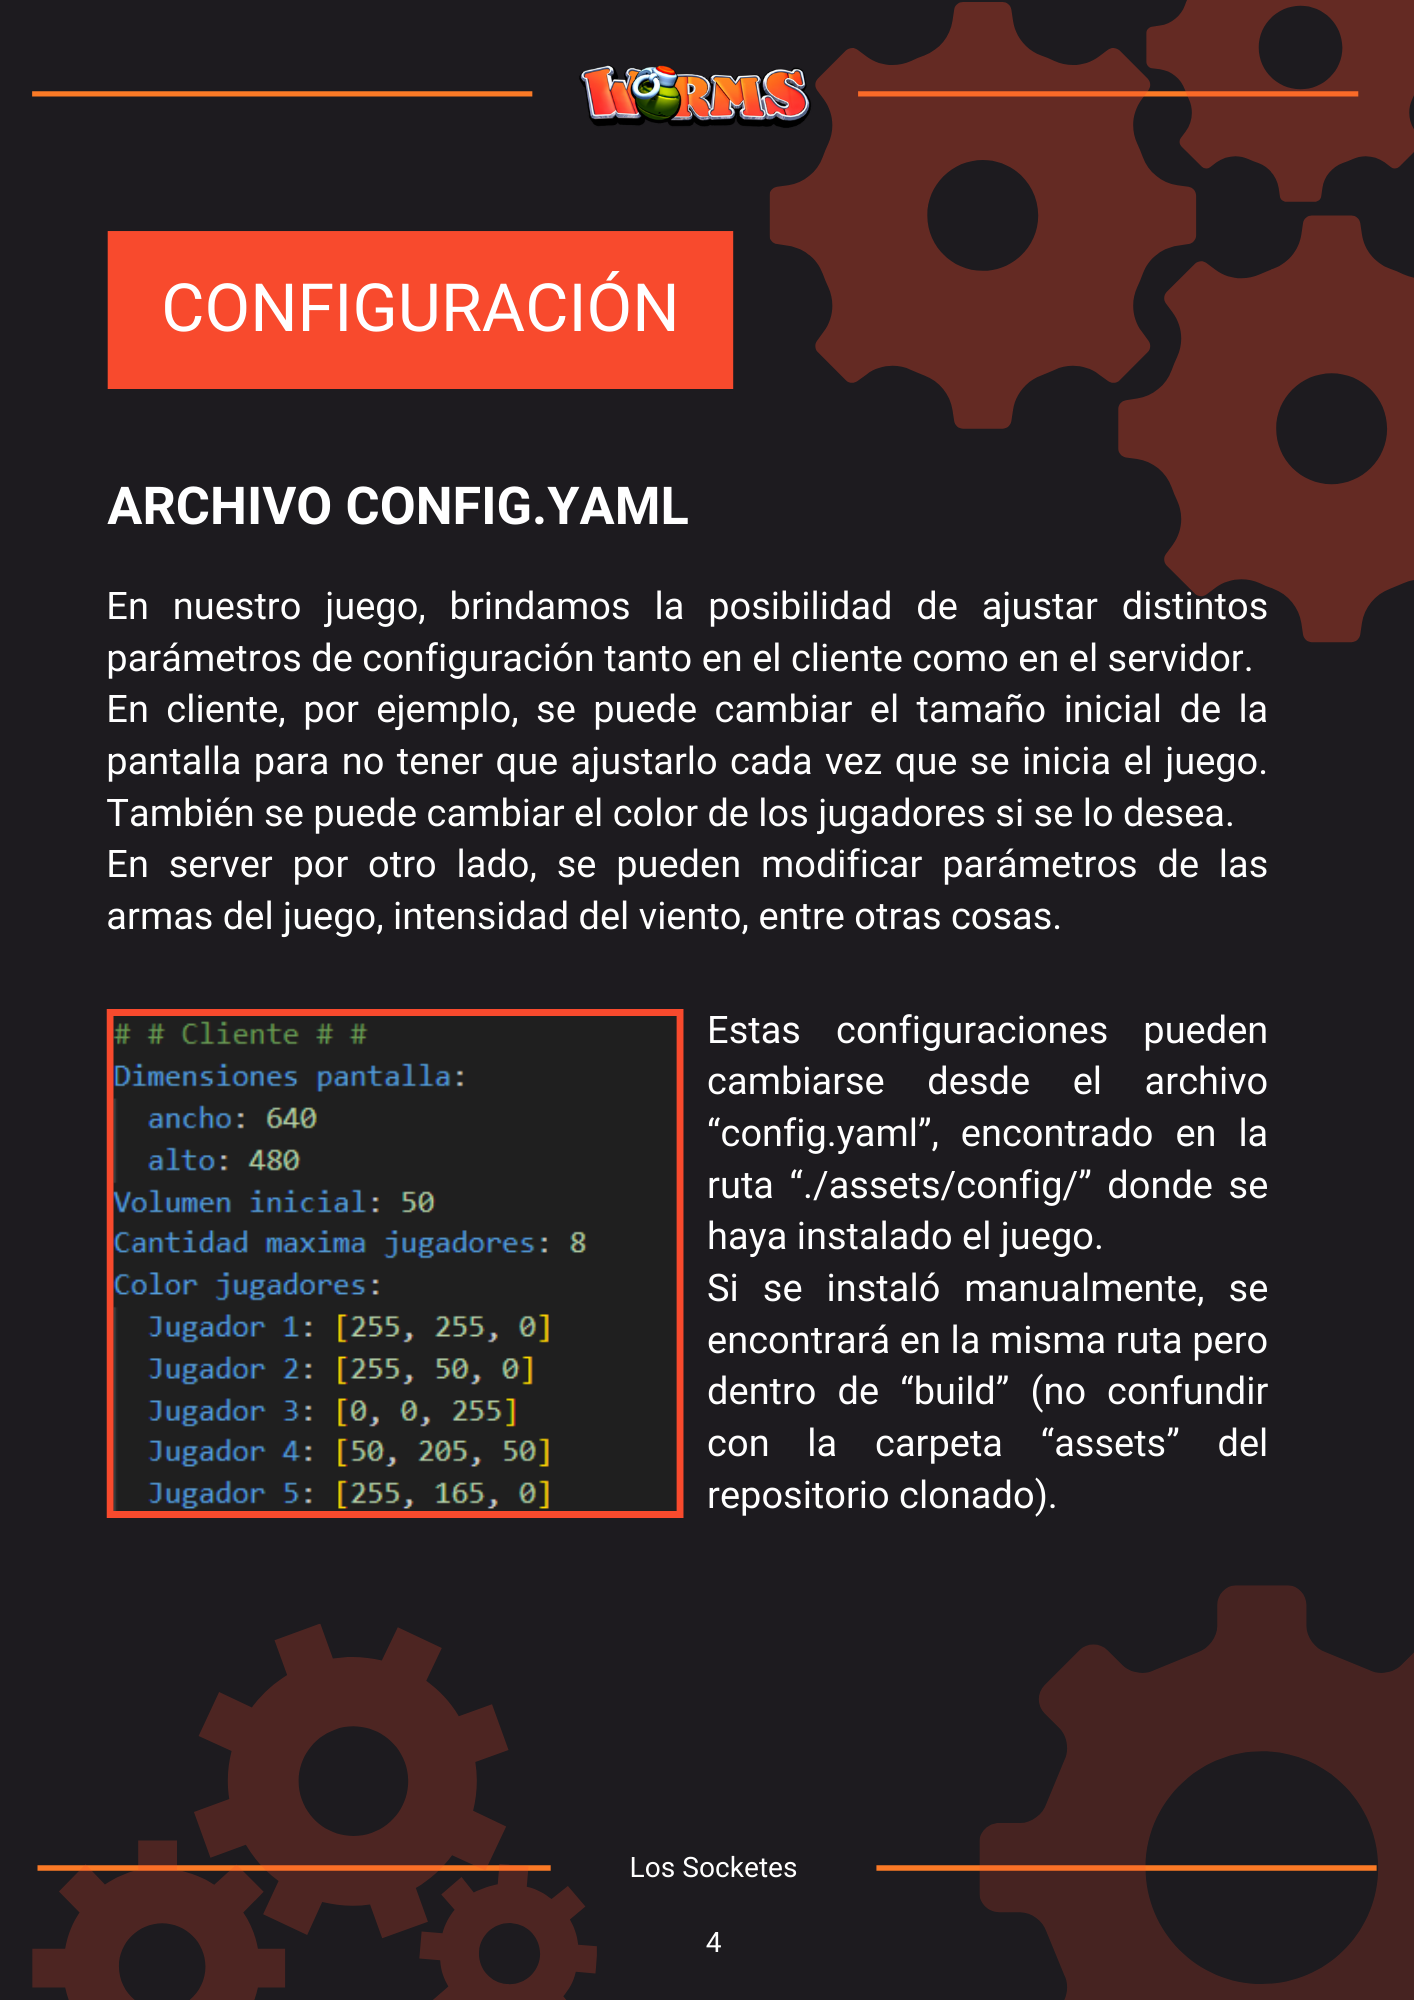 WORMS
CONFIGURACIÓN
ARCHIVO CONFIG.YAML
En nuestro juego, brindamos la posibilidad de ajustar distintos
parámetros de configuración tanto en el cliente como en el servidor.
En cliente, por ejemplo, se puede cambiar el tamaño inicial de la
pantalla para no tener que ajustarlo cada vez que se inicia el juego.
También se puede cambiar el color de los jugadores si se lo desea.
En server por otro lado, se pueden modificar parámetros de las
armas del juego, intensidad del viento, entre otras cosas.
# # Cliente # #
Dimensiones pantalla:
  ancho: 640
  alto: 480
Volumen inicial: 50
Cantidad maxima jugadores: 8
Color jugadores:
  Jugador 1: [255, 255, 0]
  Jugador 2: [255, 50, 0]
  Jugador 3: [0, 0, 255]
  Jugador 4: [50, 205, 50]
  Jugador 5: [255, 165, 0]
Estas configuraciones pueden
cambiarse desde el archivo
“config.yaml”, encontrado en la
ruta “./assets/config/” donde se
haya instalado el juego.
Si se instaló manualmente, se
encontrará en la misma ruta pero
dentro de “build” (no confundir
con la carpeta “assets” del
repositorio clonado).
Los Socketes
4